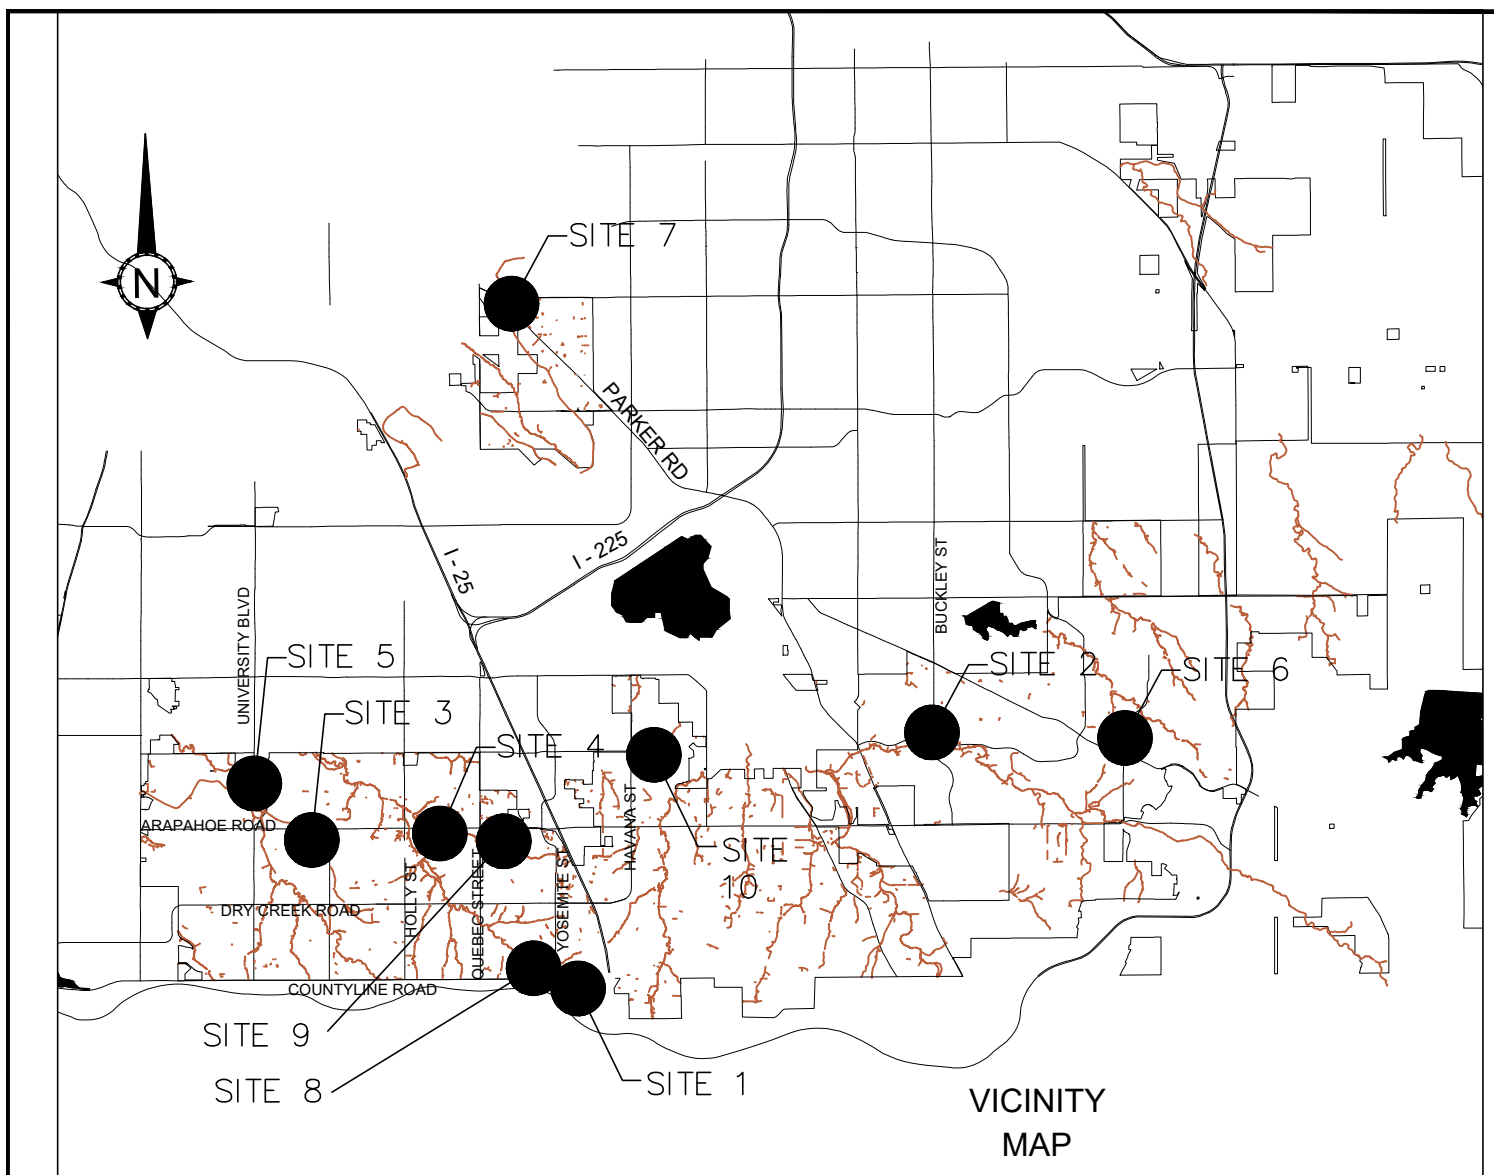 SITE 7
N
PARKER RD
I - 225
I - 25
BUCKLEY ST
UNIVERSITY BLVD
SITE 5
SITE 2
SITE 6
SITE 3
SITE 4
HAVANA ST
ARAPAHOE ROAD
SITE
10
HOLLY ST
QUEBEC STREET
YOSEMITE ST
DRY CREEK ROAD
COUNTYLINE ROAD
SITE 9
SITE 8
SITE 1
VICINITY
MAP